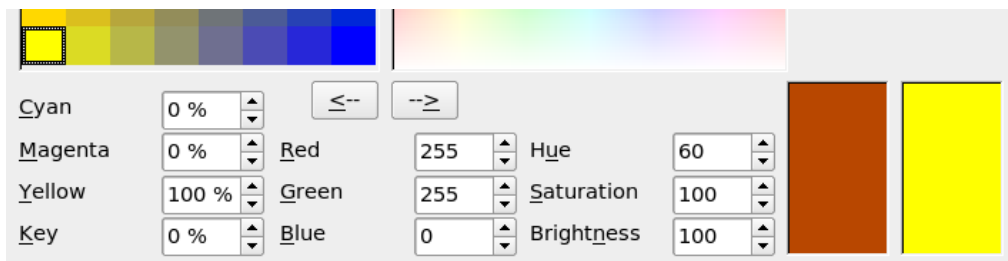 Cyan 0 % <-- -->
Magenta 0 % Red 255 Hue 60
Yellow 100 % Green 255 Saturation 100
Key 0 % Blue 0 Brightness 100